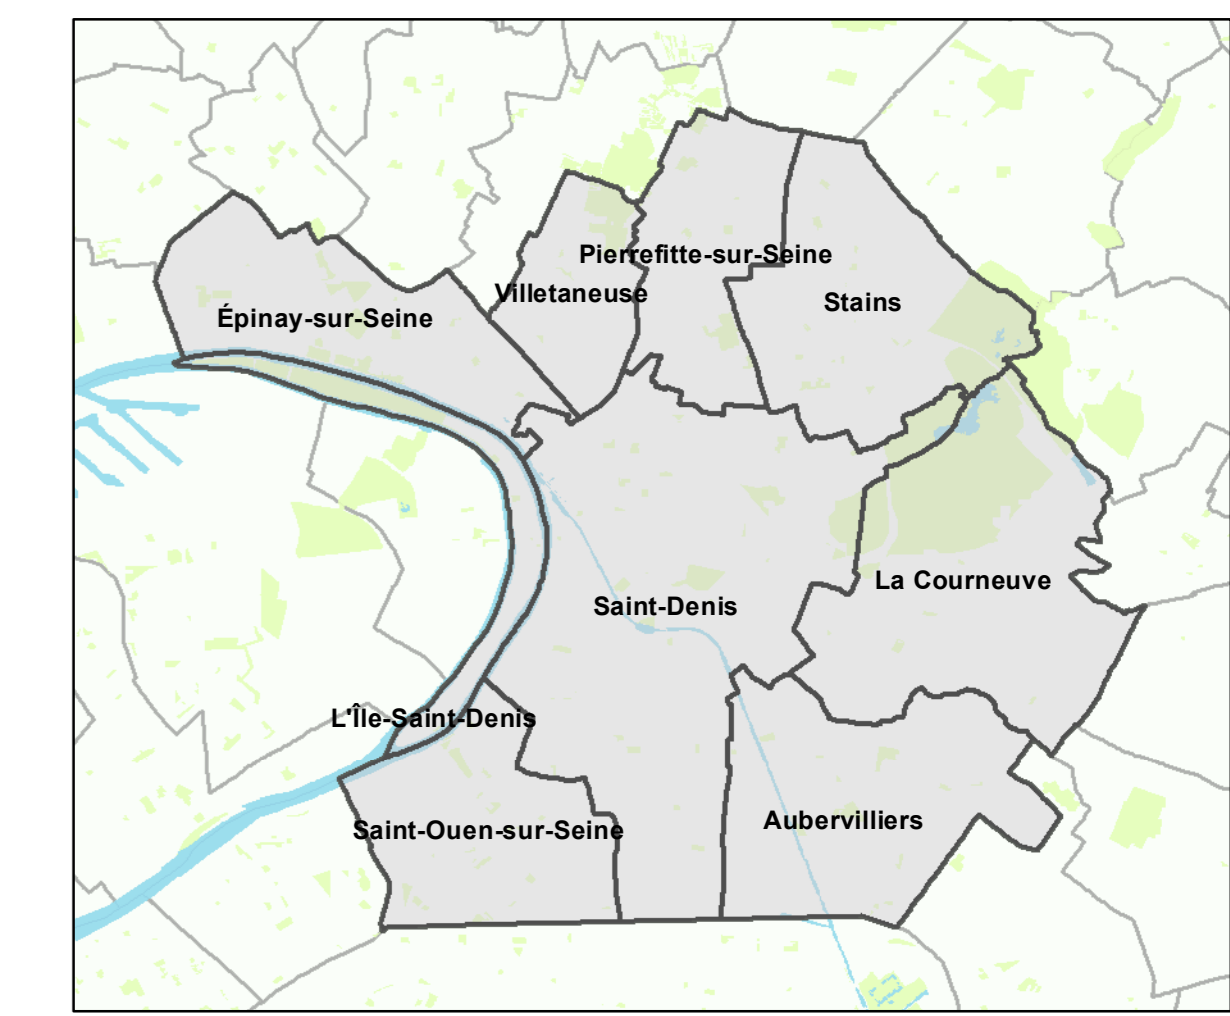 Pierrefitte-sur-Seine
Villetaneuse
Stains
Épinay-sur-Seine
La Courneuve
Saint-Denis
L'Île-Saint-Denis
Aubervilliers
Saint-Ouen-sur-Seine